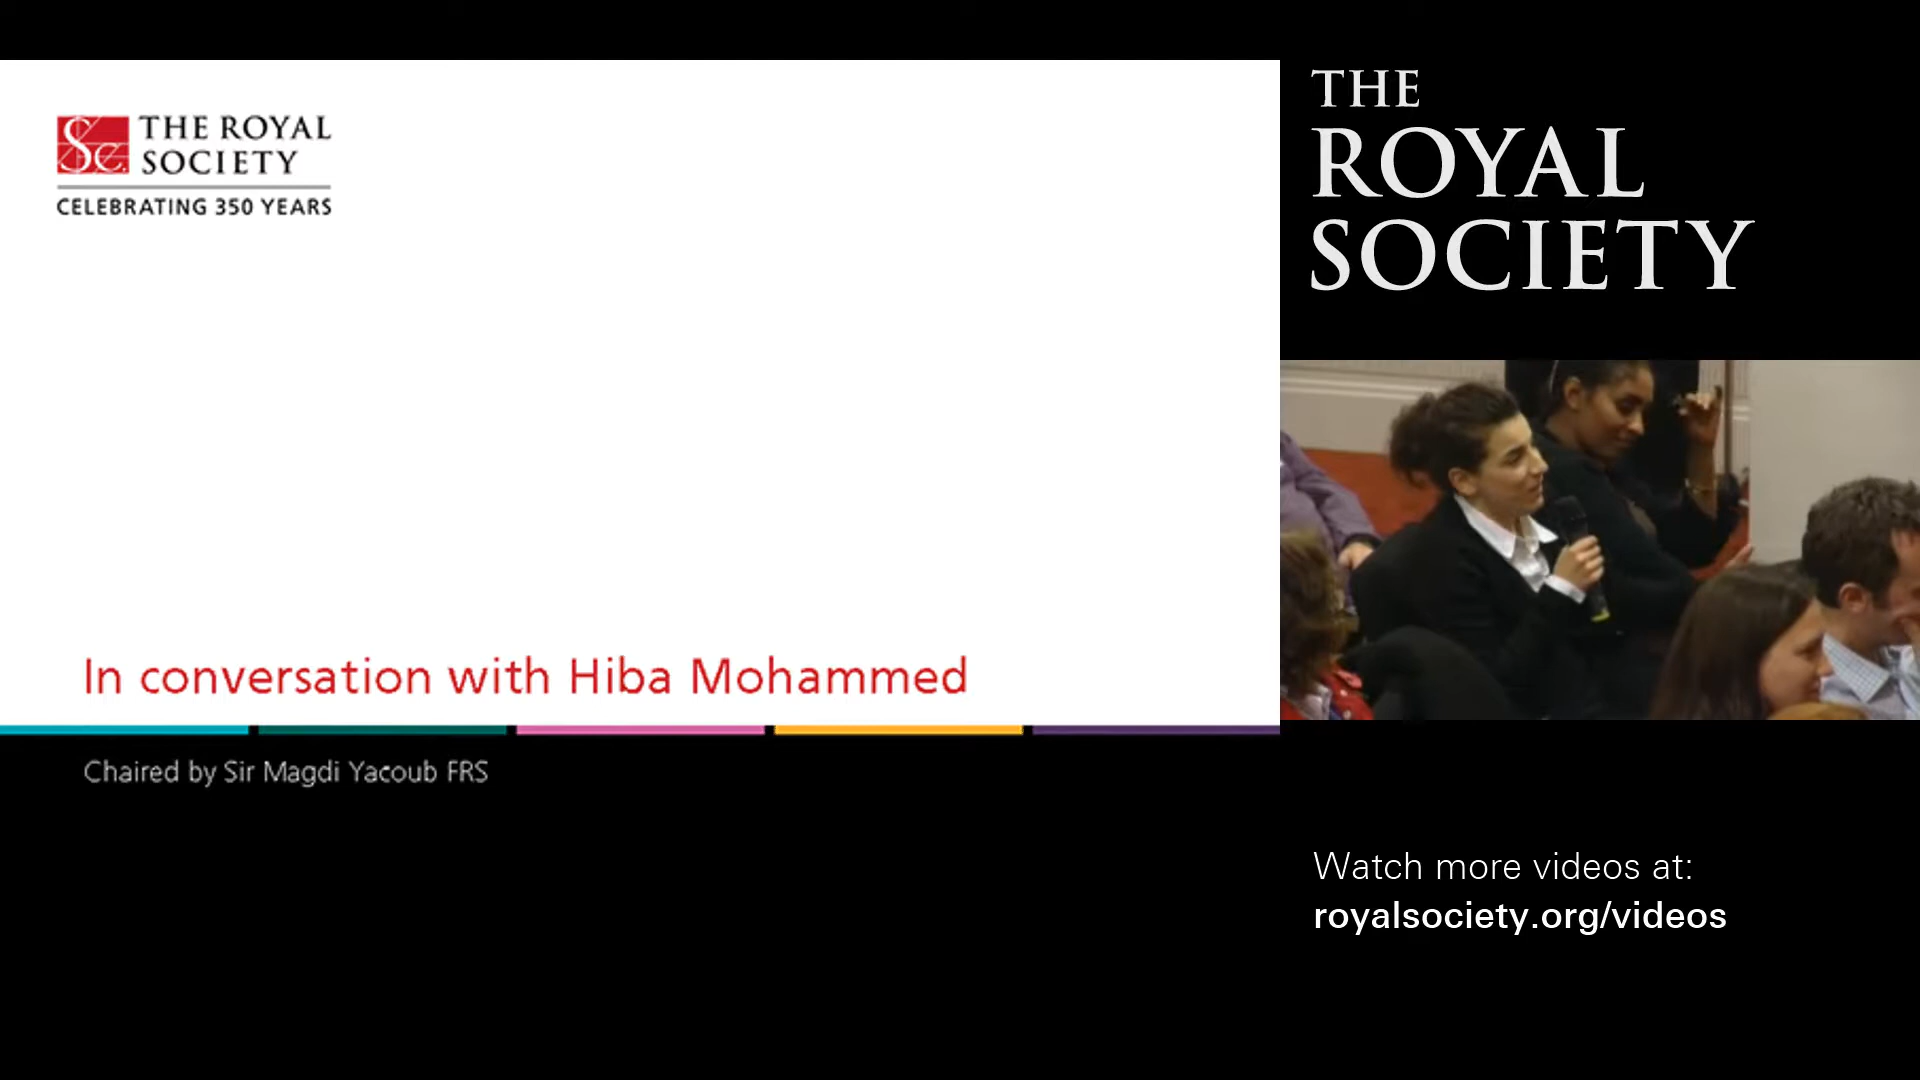 THE ROYAL
SOCIETY
CELEBRATING 350 YEARS
In conversation with Hiba Mohammed
Chaired by Sir Magdi Yacoub FRS
THE
ROYAL
SOCIETY
Watch more videos at:
royalsociety.org/videos